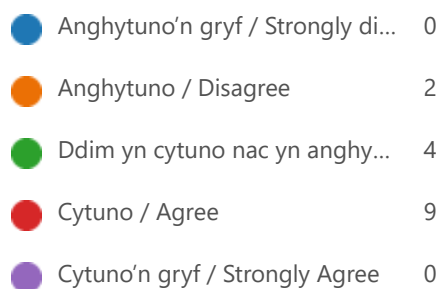 Anghytuno’n gryf / Strongly di... 0
Anghytuno / Disagree 2
Ddim yn cytuno nac yn anghy... 4
Cytuno / Agree 9
Cytuno’n gryf / Strongly Agree 0